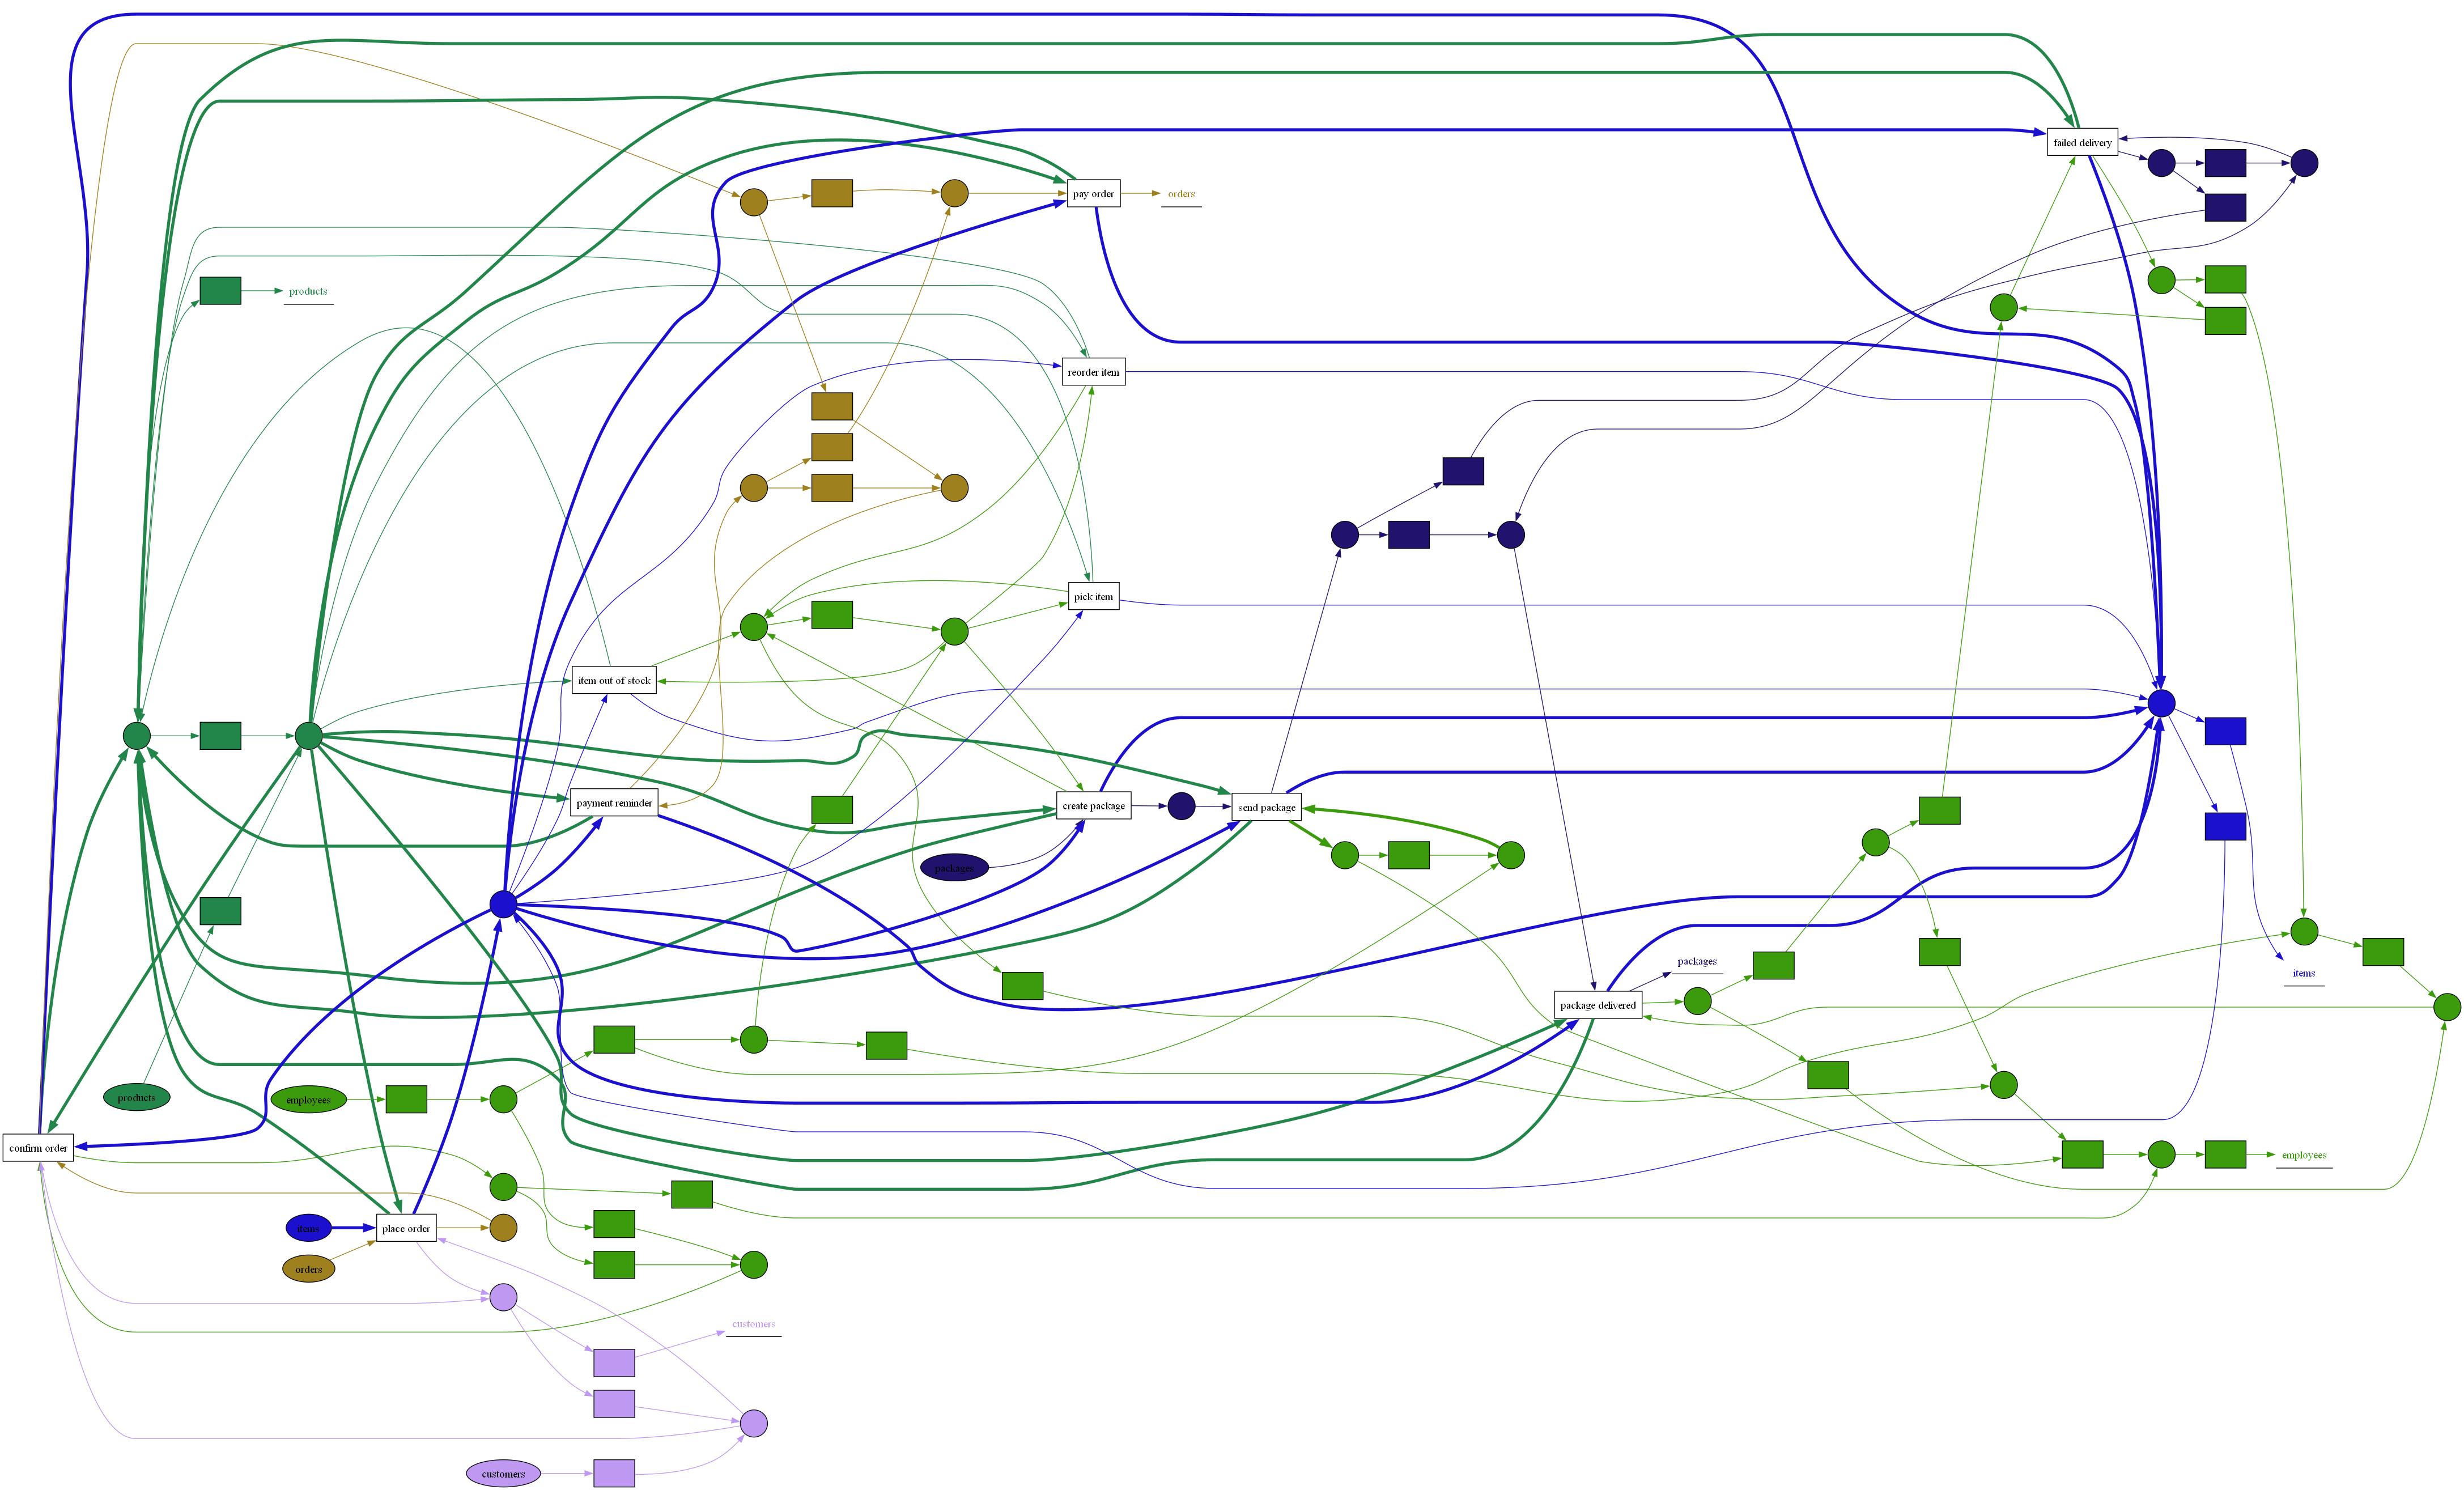 failed delivery
pay order
orders
products
reorder item
pick item
item out of stock
payment reminder
create package
send package
packages
packages
items
package delivered
products
employees
confirm order
employees
items
place order
orders
customers
customers